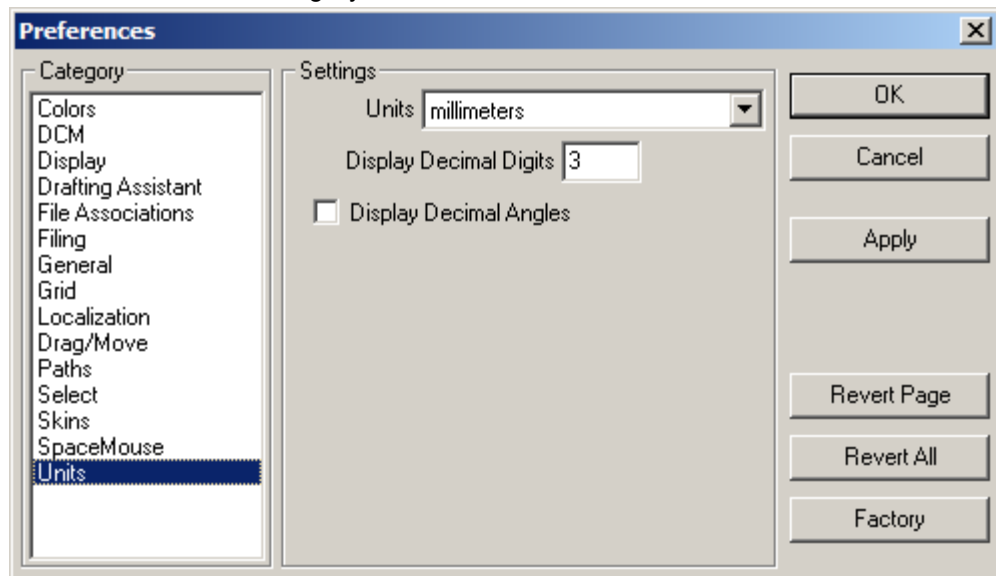 Preferences
Category
Colors
DCM
Display
Drafting Assistant
File Associations
Filing
General
Grid
Localization
Drag/Move
Paths
Select
Skins
SpaceMouse
Units
Settings
Units millimeters
Display Decimal Digits 3
Display Decimal Angles
OK
Cancel
Apply
Revert Page
Revert All
Factory